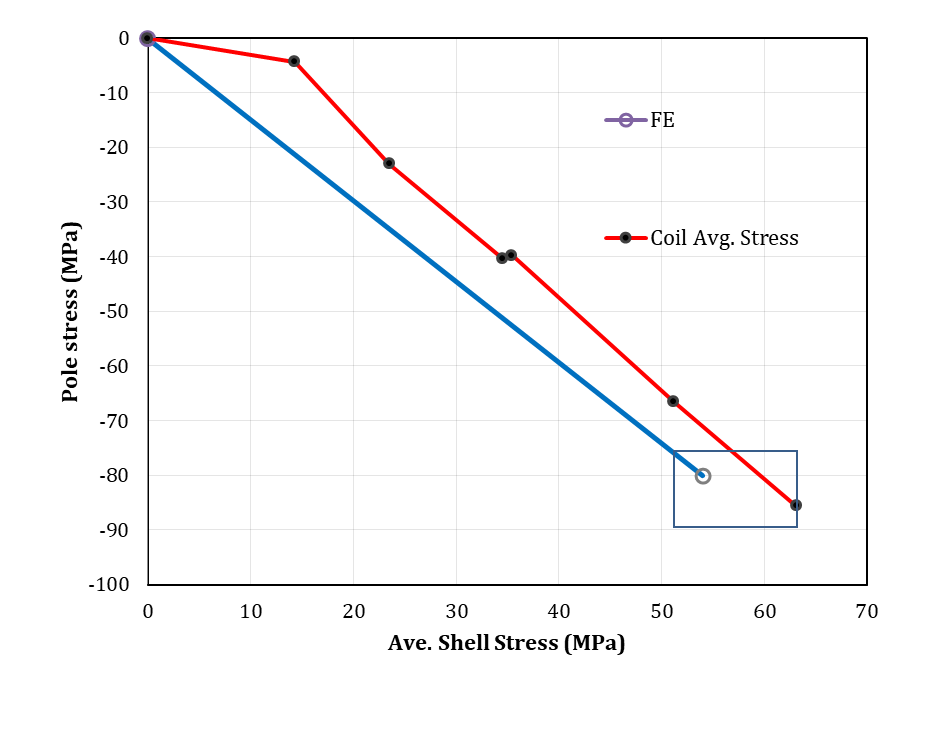 0
-10
-20
-30
-40
-50
-60
-70
-80
-90
-100
Pole stress (MPa)
FE
Coil Avg. Stress
0 10 20 30 40 50 60 70
Ave. Shell Stress (MPa)